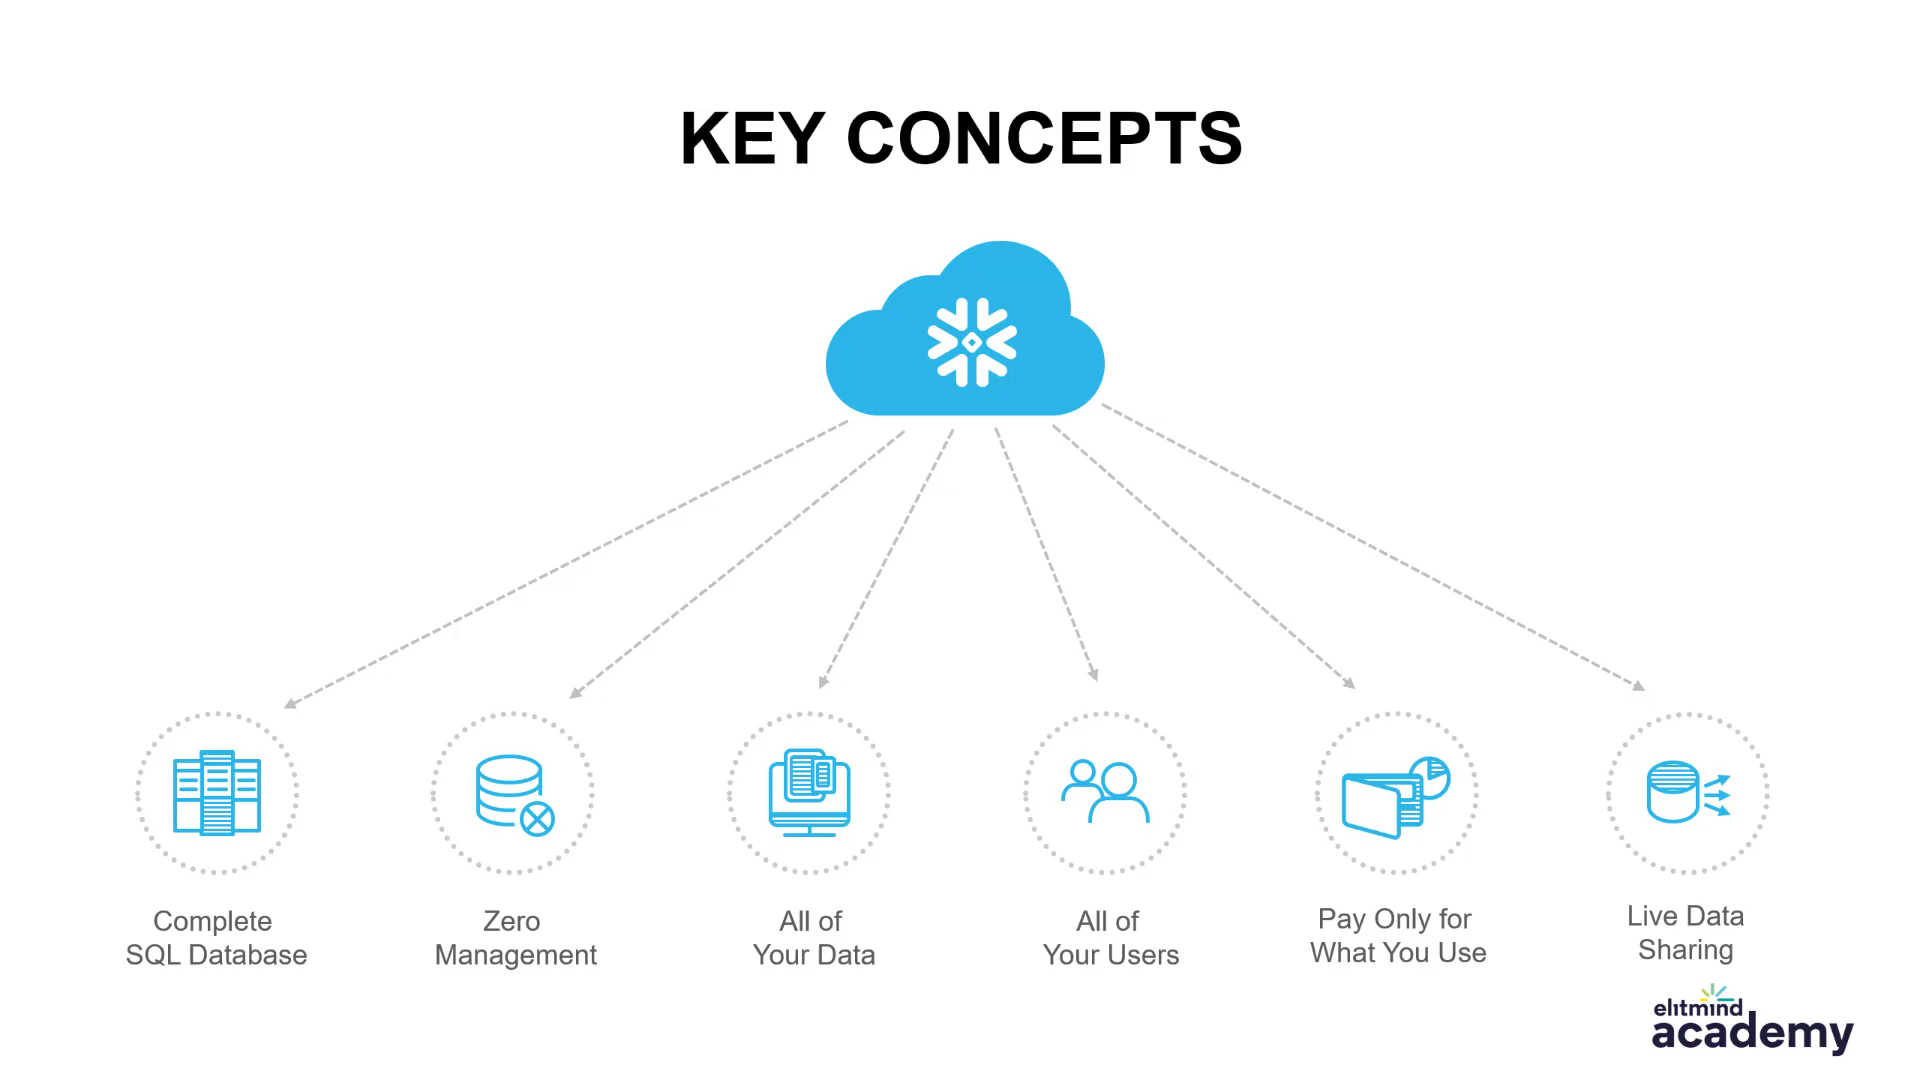 KEY CONCEPTS
Complete
SQL Database
Zero
Management
All of
Your Data
All of
Your Users
Pay Only for
What You Use
Live Data
Sharing
elitmind
academy